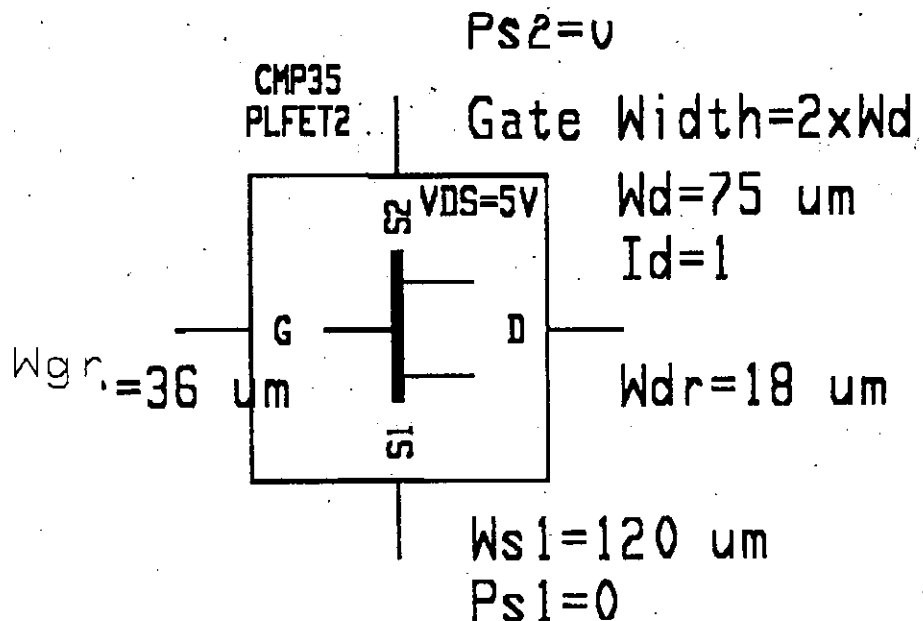 Ps2=υ
CMP35
PLFET2
Gate Width=2xWd
S2
VDS=5V
Wd=75 um
Id=1
G
D
Wgr.=36 um
Wdr=18 um
S1
Ws1=120 um
Ps1=0